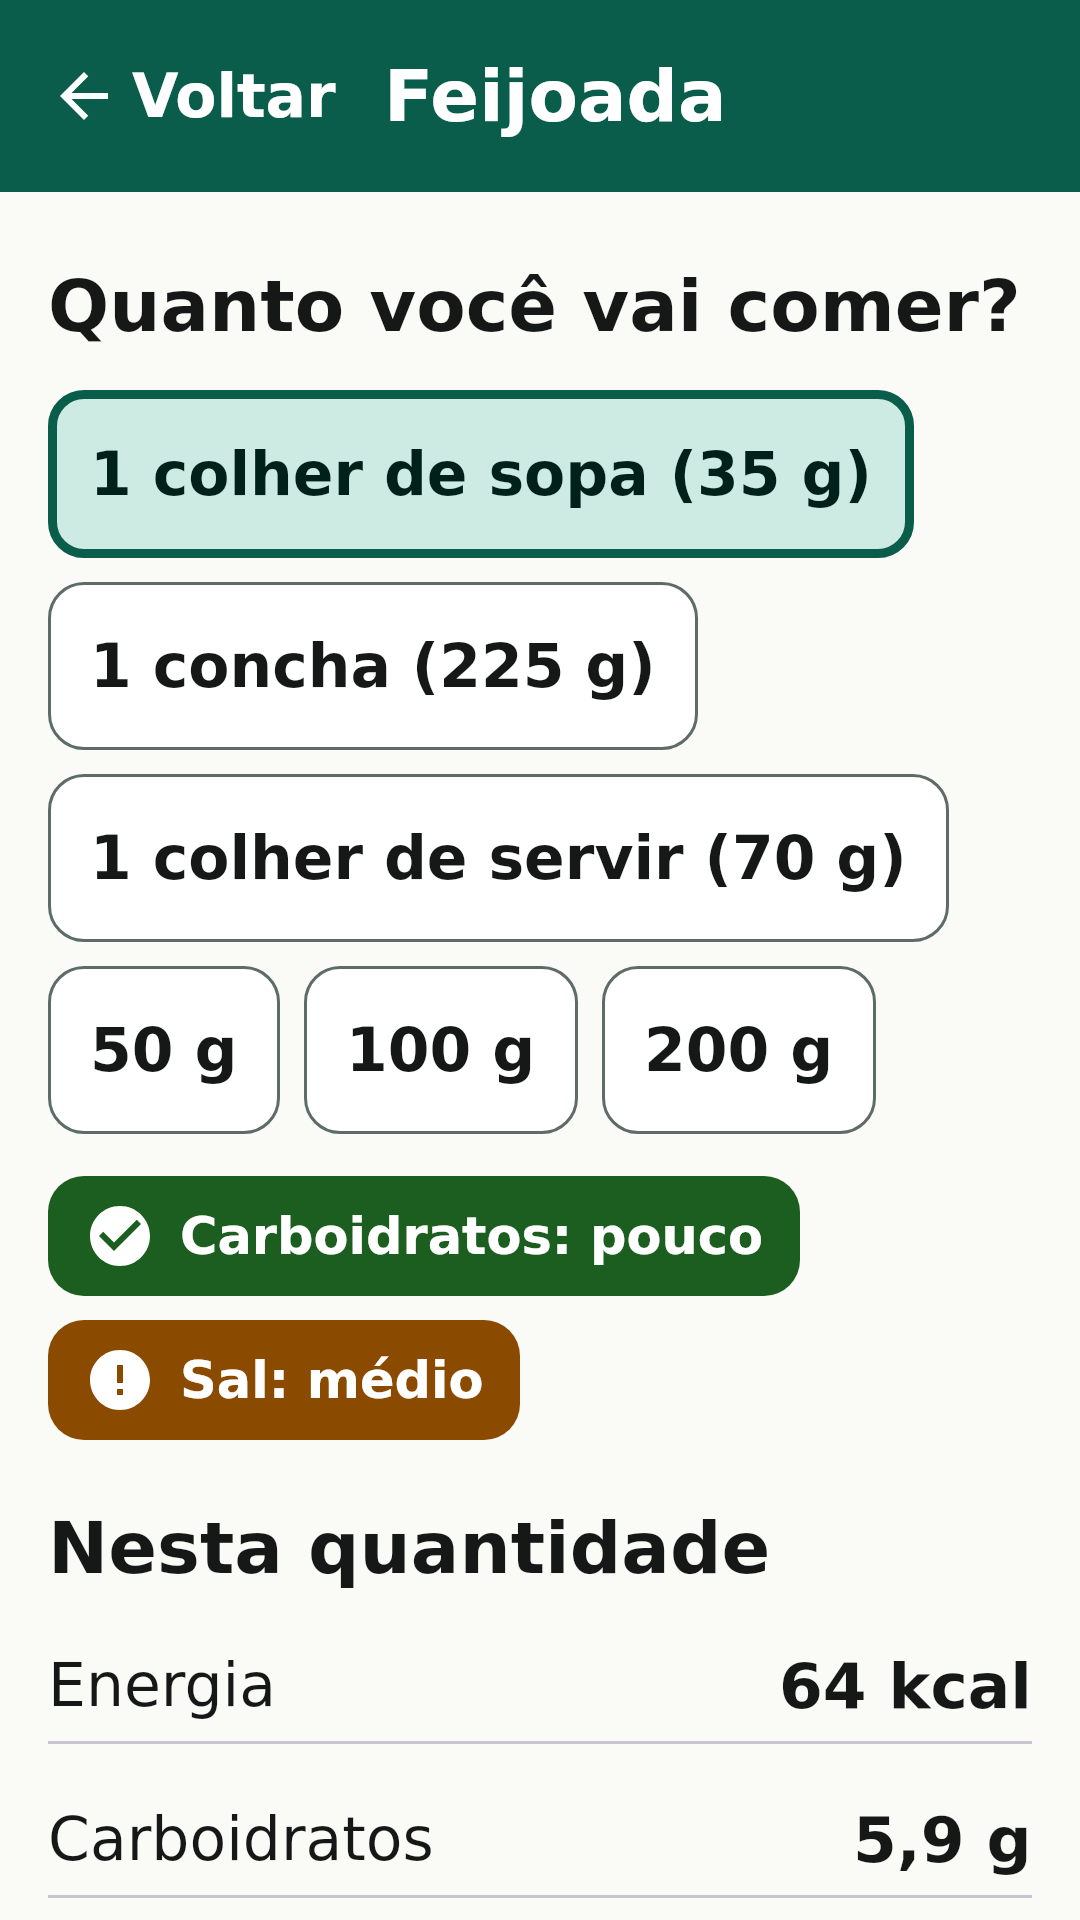 Voltar Feijoada
Quanto você vai comer?
1 colher de sopa (35 g)
1 concha (225 g)
1 colher de servir (70 g)
50 g 100 g 200 g
Carboidratos: pouco
Sal: médio
Nesta quantidade
Energia 64 kcal
Carboidratos 5,9 g